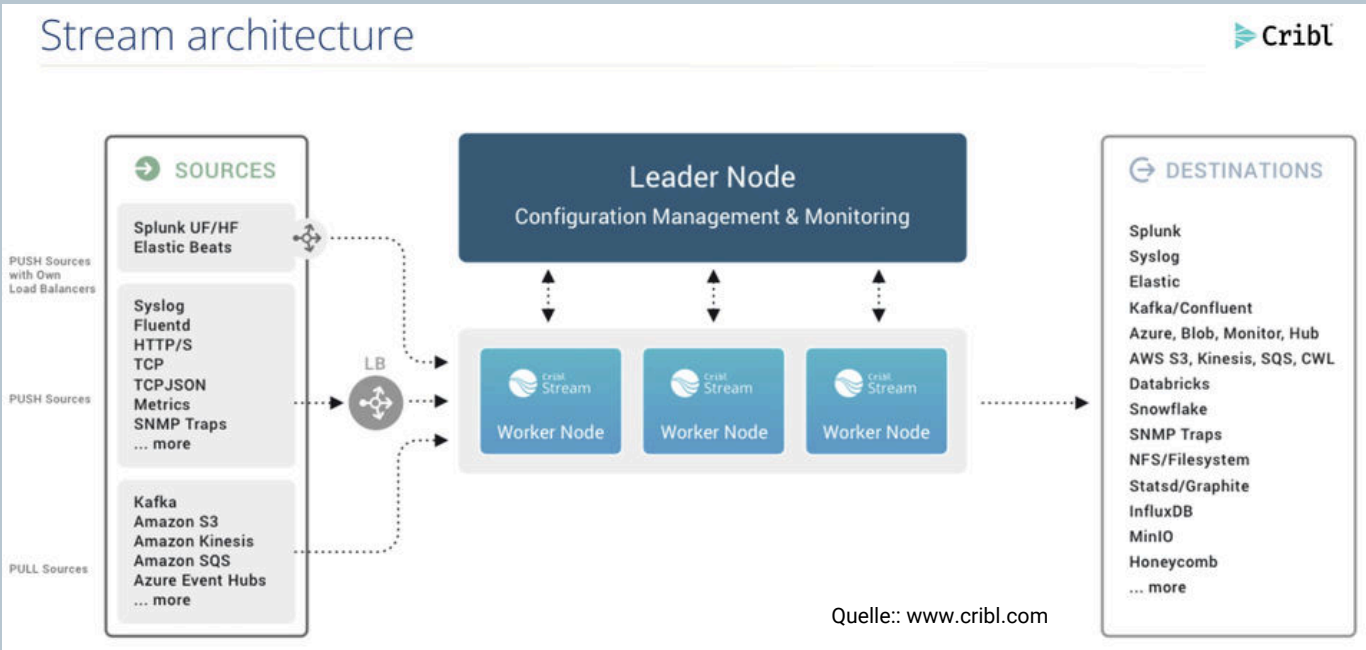 Stream architecture
Cribl
SOURCES
PUSH Sources
with Own
Load Balancers
Splunk UF/HF
Elastic Beats
PUSH Sources
Syslog
Fluentd
HTTP/S
TCP
TCPJSON
Metrics
SNMP Traps
... more
PULL Sources
Kafka
Amazon S3
Amazon Kinesis
Amazon SQS
Azure Event Hubs
... more
LB
Leader Node
Configuration Management & Monitoring
Cribl
Stream
Worker Node
Cribl
Stream
Worker Node
Cribl
Stream
Worker Node
DESTINATIONS
Splunk
Syslog
Elastic
Kafka/Confluent
Azure, Blob, Monitor, Hub
AWS S3, Kinesis, SQS, CWL
Databricks
Snowflake
SNMP Traps
NFS/Filesystem
Statsd/Graphite
InfluxDB
MinIO
Honeycomb
... more
Quelle:: www.cribl.com